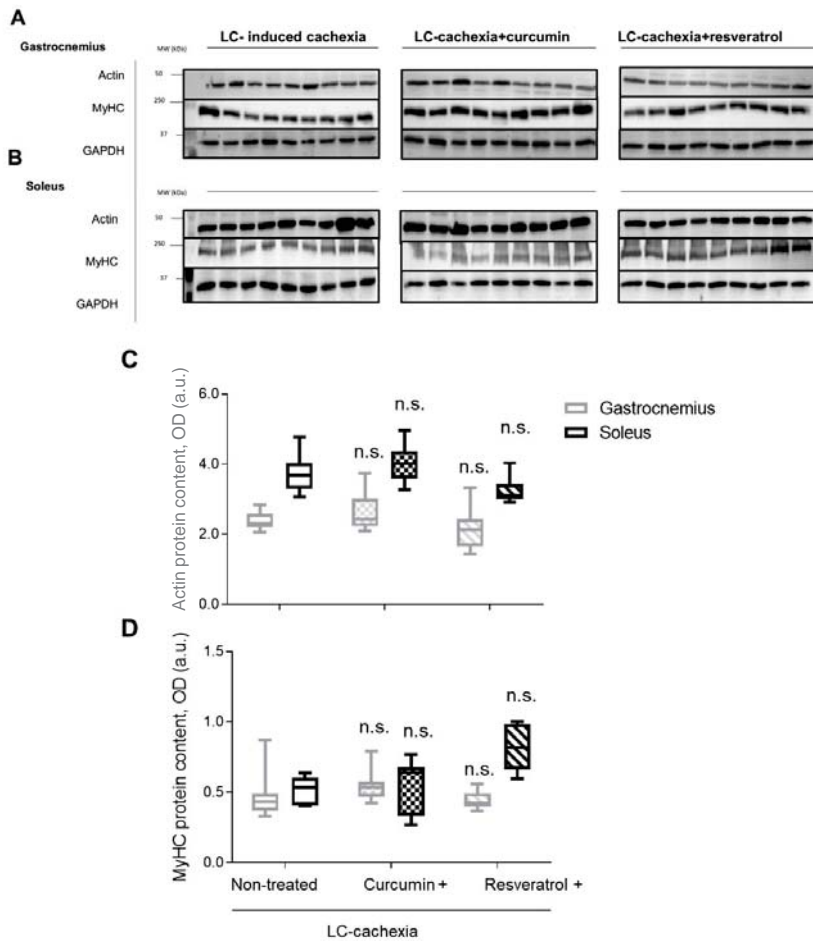 A
LC- induced cachexia LC-cachexia+curcumin LC-cachexia+resveratrol
Gastrocnemius MW (kDa)
Actin 50
250
MyHC
37
GAPDH
B
Soleus MW (kDa)
Actin 50
250
MyHC
37
GAPDH
C
Actin protein content, OD (a.u.)
6.0
4.0
2.0
0.0
n.s. n.s. n.s. n.s.
Gastrocnemius
Soleus
D
MyHC protein content, OD (a.u.)
1.5
1.0
0.5
0.0
n.s. n.s. n.s. n.s.
Non-treated Curcumin + Resveratrol +
LC-cachexia